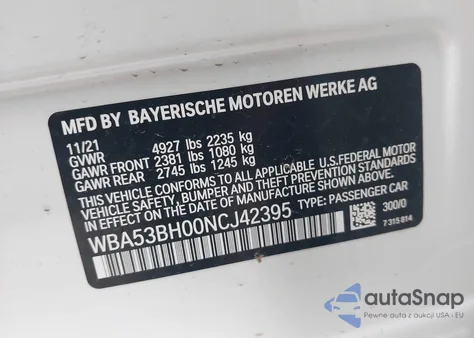 MFD BY BAYERISCHE MOTOREN WERKE AG
11/21
GVWR 4927 lbs 2235 kg
GAWR FRONT 2381 lbs 1080 kg
GAWR REAR 2745 lbs 1245 kg
THIS VEHICLE CONFORMS TO ALL APPLICABLE U.S.FEDERAL MOTOR
VEHICLE SAFETY, BUMPER, AND THEFT PREVENTION STANDARDS
IN EFFECT ON THE DATE OF MANUFACTURE SHOWN ABOVE.
WBA53BH00NCJ42395 TYPE: PASSENGER CAR
300/0
7 315 814
autoSnap
Pewne auta z aukcji USA i EU